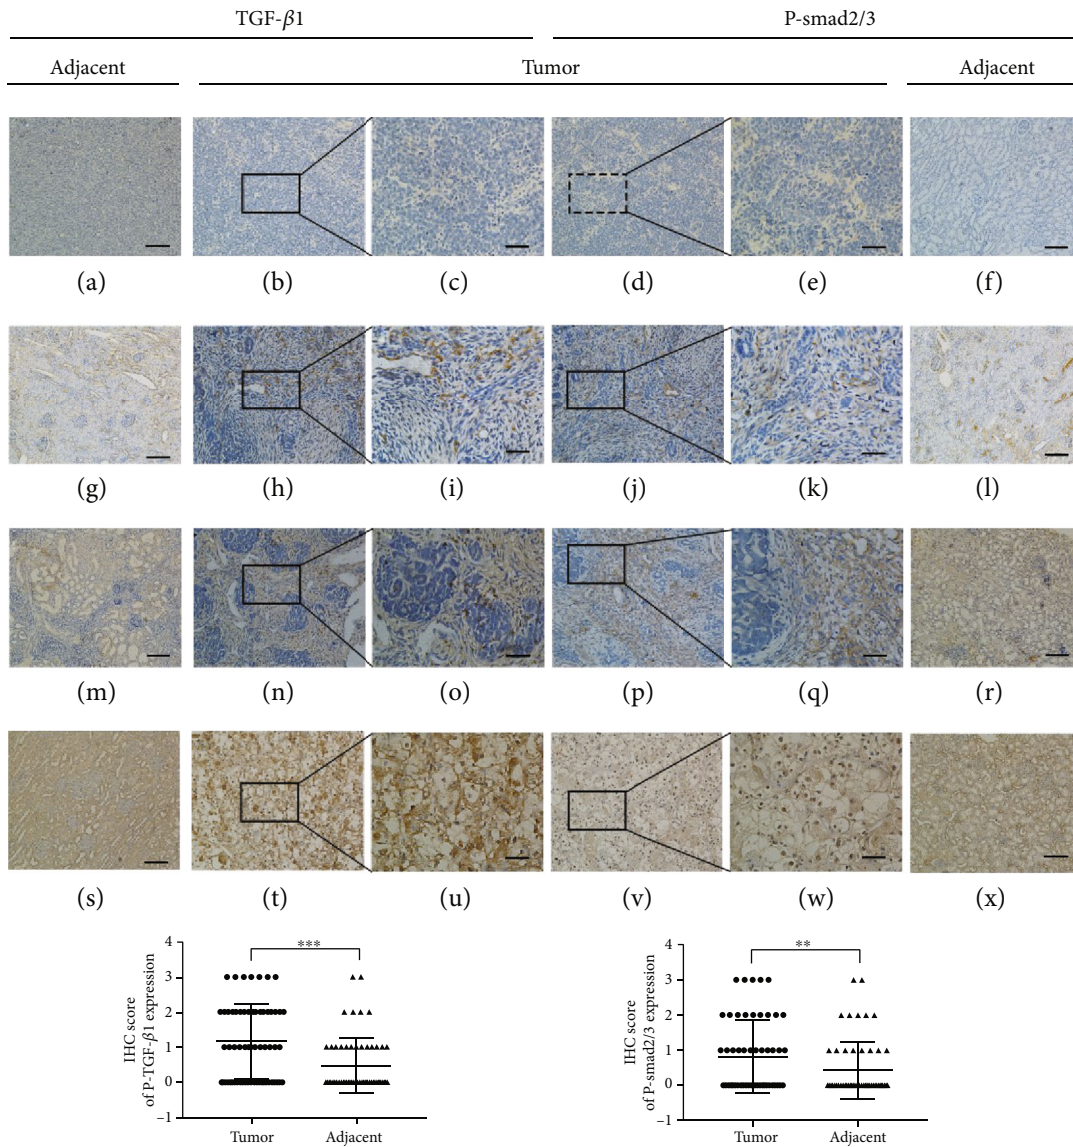 TGF-β1 P-smad2/3
Adjacent Tumor Adjacent
(a) (b) (c) (d) (e) (f)
(g) (h) (i) (j) (k) (l)
(m) (n) (o) (p) (q) (r)
(s) (t) (u) (v) (w) (x)
IHC score
of P-TGF-β1 expression
4
3
2
1
0
–1
***
Tumor Adjacent
IHC score
of P-smad2/3 expression
4
3
2
1
0
–1
**
Tumor Adjacent